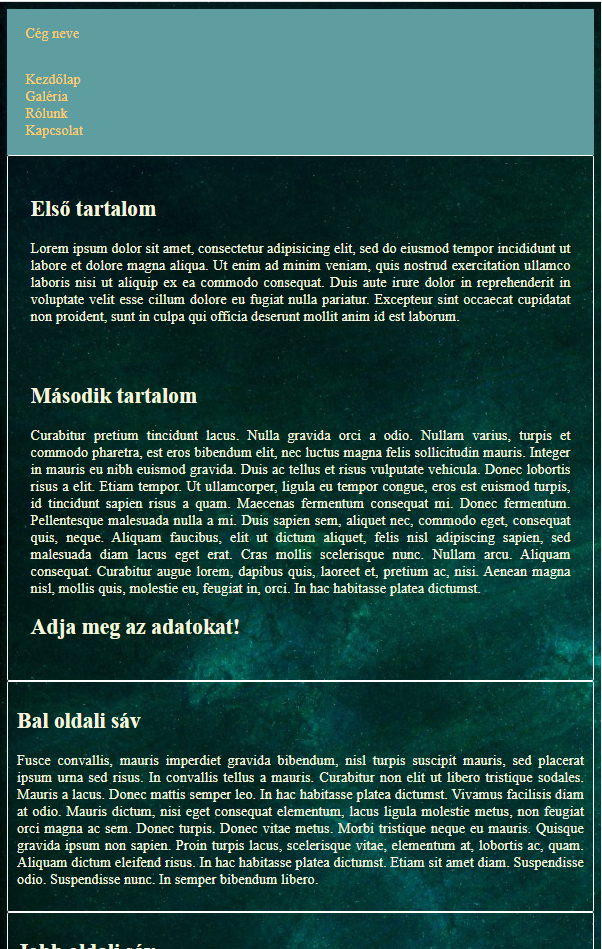 Cég neve
Kezdőlap
Galéria
Rólunk
Kapcsolat
Első tartalom
Lorem ipsum dolor sit amet, consectetur adipisicing elit, sed do eiusmod tempor incididunt ut
labore et dolore magna aliqua. Ut enim ad minim veniam, quis nostrud exercitation ullamco
laboris nisi ut aliquip ex ea commodo consequat. Duis aute irure dolor in reprehenderit in
voluptate velit esse cillum dolore eu fugiat nulla pariatur. Excepteur sint occaecat cupidatat
non proident, sunt in culpa qui officia deserunt mollit anim id est laborum.
Második tartalom
Curabitur pretium tincidunt lacus. Nulla gravida orci a odio. Nullam varius, turpis et
commodo pharetra, est eros bibendum elit, nec luctus magna felis sollicitudin mauris. Integer
in mauris eu nibh euismod gravida. Duis ac tellus et risus vulputate vehicula. Donec lobortis
risus a elit. Etiam tempor. Ut ullamcorper, ligula eu tempor congue, eros est euismod turpis,
id tincidunt sapien risus a quam. Maecenas fermentum consequat mi. Donec fermentum.
Pellentesque malesuada nulla a mi. Duis sapien sem, aliquet nec, commodo eget, consequat
quis, neque. Aliquam faucibus, elit ut dictum aliquet, felis nisl adipiscing sapien, sed
malesuada diam lacus eget erat. Cras mollis scelerisque nunc. Nullam arcu. Aliquam
consequat. Curabitur augue lorem, dapibus quis, laoreet et, pretium ac, nisi. Aenean magna
nisl, mollis quis, molestie eu, feugiat in, orci. In hac habitasse platea dictumst.
Adja meg az adatokat!
Bal oldali sáv
Fusce convallis, mauris imperdiet gravida bibendum, nisl turpis suscipit mauris, sed placerat
ipsum urna sed risus. In convallis tellus a mauris. Curabitur non elit ut libero tristique sodales.
Mauris a lacus. Donec mattis semper leo. In hac habitasse platea dictumst. Vivamus facilisis diam
at odio. Mauris dictum, nisi eget consequat elementum, lacus ligula molestie metus, non feugiat
orci magna ac sem. Donec turpis. Donec vitae metus. Morbi tristique neque eu mauris. Quisque
gravida ipsum non sapien. Proin turpis lacus, scelerisque vitae, elementum at, lobortis ac, quam.
Aliquam dictum eleifend risus. In hac habitasse platea dictumst. Etiam sit amet diam. Suspendisse
odio. Suspendisse nunc. In semper bibendum libero.
Jobb oldali sáv